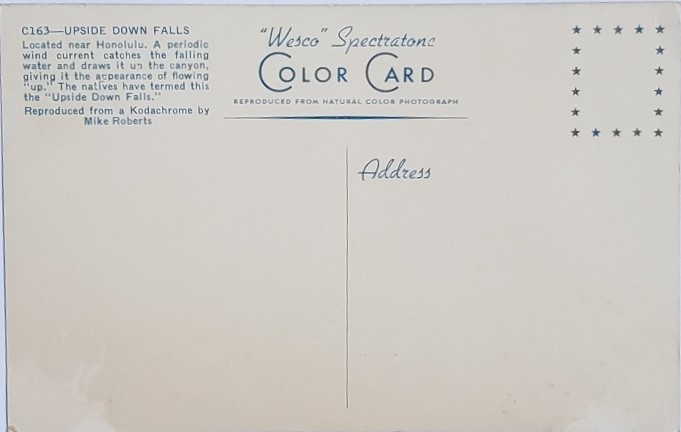 C163—UPSIDE DOWN FALLS
Located near Honolulu. A periodic
wind current catches the falling
water and draws it up the canyon,
giving it the appearance of flowing
"up." The natives have termed this
the "Upside Down Falls."
Reproduced from a Kodachrome by
Mike Roberts
"Wesco" Spectratone
COLOR CARD
REPRODUCED FROM NATURAL COLOR PHOTOGRAPH
Address